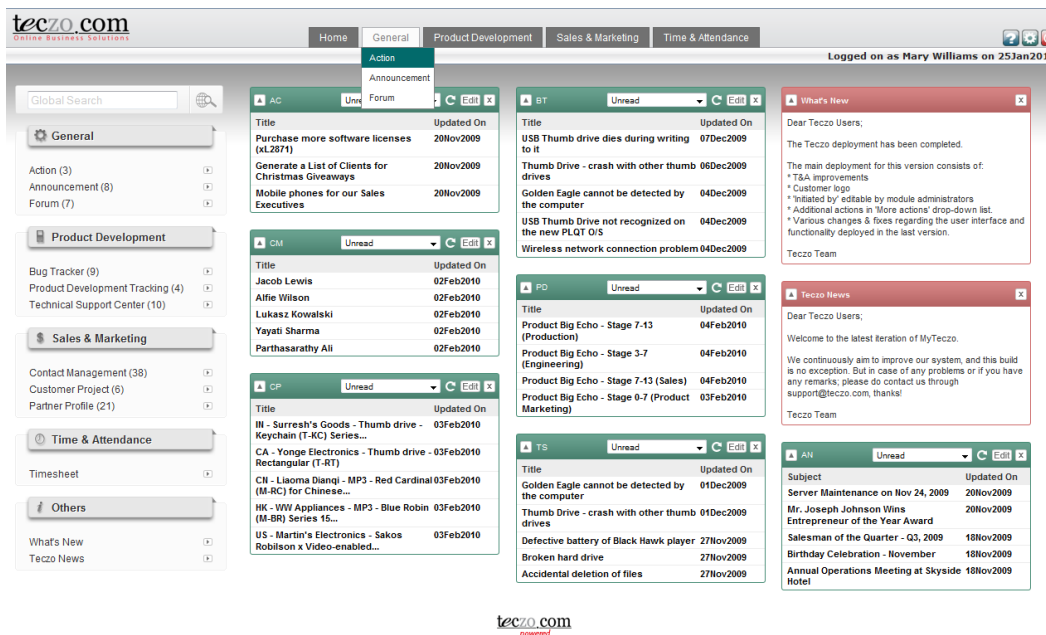 teczo.com
Online Business Solutions
Home General Product Development Sales & Marketing Time & Attendance
Logged on as Mary Williams on 25Jan201
Action
Announcement
Forum
Global Search
General
Action (3)
Announcement (8)
Forum (7)
Product Development
Bug Tracker (9)
Product Development Tracking (4)
Technical Support Center (10)
Sales & Marketing
Contact Management (38)
Customer Project (6)
Partner Profile (21)
Time & Attendance
Timesheet
Others
What's New
Teczo News
AC Unre Edit X
Title Updated On
Purchase more software licenses 20Nov2009
(xL2871)
Generate a List of Clients for 20Nov2009
Christmas Giveaways
Mobile phones for our Sales 20Nov2009
Executives
CM Unread Edit X
Title Updated On
Jacob Lewis 02Feb2010
Alfie Wilson 02Feb2010
Lukasz Kowalski 02Feb2010
Yayati Sharma 02Feb2010
Parthasarathy Ali 02Feb2010
CP Unread Edit X
Title Updated On
IN - Surresh's Goods - Thumb drive - 03Feb2010
Keychain (T-KC) Series...
CA - Yonge Electronics - Thumb drive - 03Feb2010
Rectangular (T-RT)
CN - Liaoma Dianqi - MP3 - Red Cardinal 03Feb2010
(M-RC) for Chinese...
HK - WW Appliances - MP3 - Blue Robin 03Feb2010
(M-BR) Series 15...
US - Martin's Electronics - Sakos 03Feb2010
Robilson x Video-enabled...
BT Unread Edit X
Title Updated On
USB Thumb drive dies during writing 07Dec2009
to it
Thumb Drive - crash with other thumb 06Dec2009
drives
Golden Eagle cannot be detected by 04Dec2009
the computer
USB Thumb Drive not recognized on 04Dec2009
the new PLQT O/S
Wireless network connection problem 04Dec2009
PD Unread Edit X
Title Updated On
Product Big Echo - Stage 7-13 04Feb2010
(Production)
Product Big Echo - Stage 3-7 04Feb2010
(Engineering)
Product Big Echo - Stage 7-13 (Sales) 04Feb2010
Product Big Echo - Stage 0-7 (Product 03Feb2010
Marketing)
TS Unread Edit X
Title Updated On
Golden Eagle cannot be detected by 01Dec2009
the computer
Thumb Drive - crash with other thumb 01Dec2009
drives
Defective battery of Black Hawk player 27Nov2009
Broken hard drive 27Nov2009
Accidental deletion of files 27Nov2009
What's New X
Dear Teczo Users;
The Teczo deployment has been completed.
The main deployment for this version consists of:
* T&A improvements
* Customer logo
* 'Initiated by' editable by module administrators
* Additional actions in 'More actions' drop-down list.
* Various changes & fixes regarding the user interface and
functionality deployed in the last version.
Teczo Team
Teczo News X
Dear Teczo Users;
Welcome to the latest iteration of MyTeczo.
We continuously aim to improve our system, and this build
is no exception. But in case of any problems or if you have
any remarks; please do contact us through
support@teczo.com, thanks!
Teczo Team
AN Unread Edit X
Subject Updated On
Server Maintenance on Nov 24, 2009 20Nov2009
Mr. Joseph Johnson Wins 20Nov2009
Entrepreneur of the Year Award
Salesman of the Quarter - Q3, 2009 18Nov2009
Birthday Celebration - November 18Nov2009
Annual Operations Meeting at Skyside 18Nov2009
Hotel
teczo.com
powered